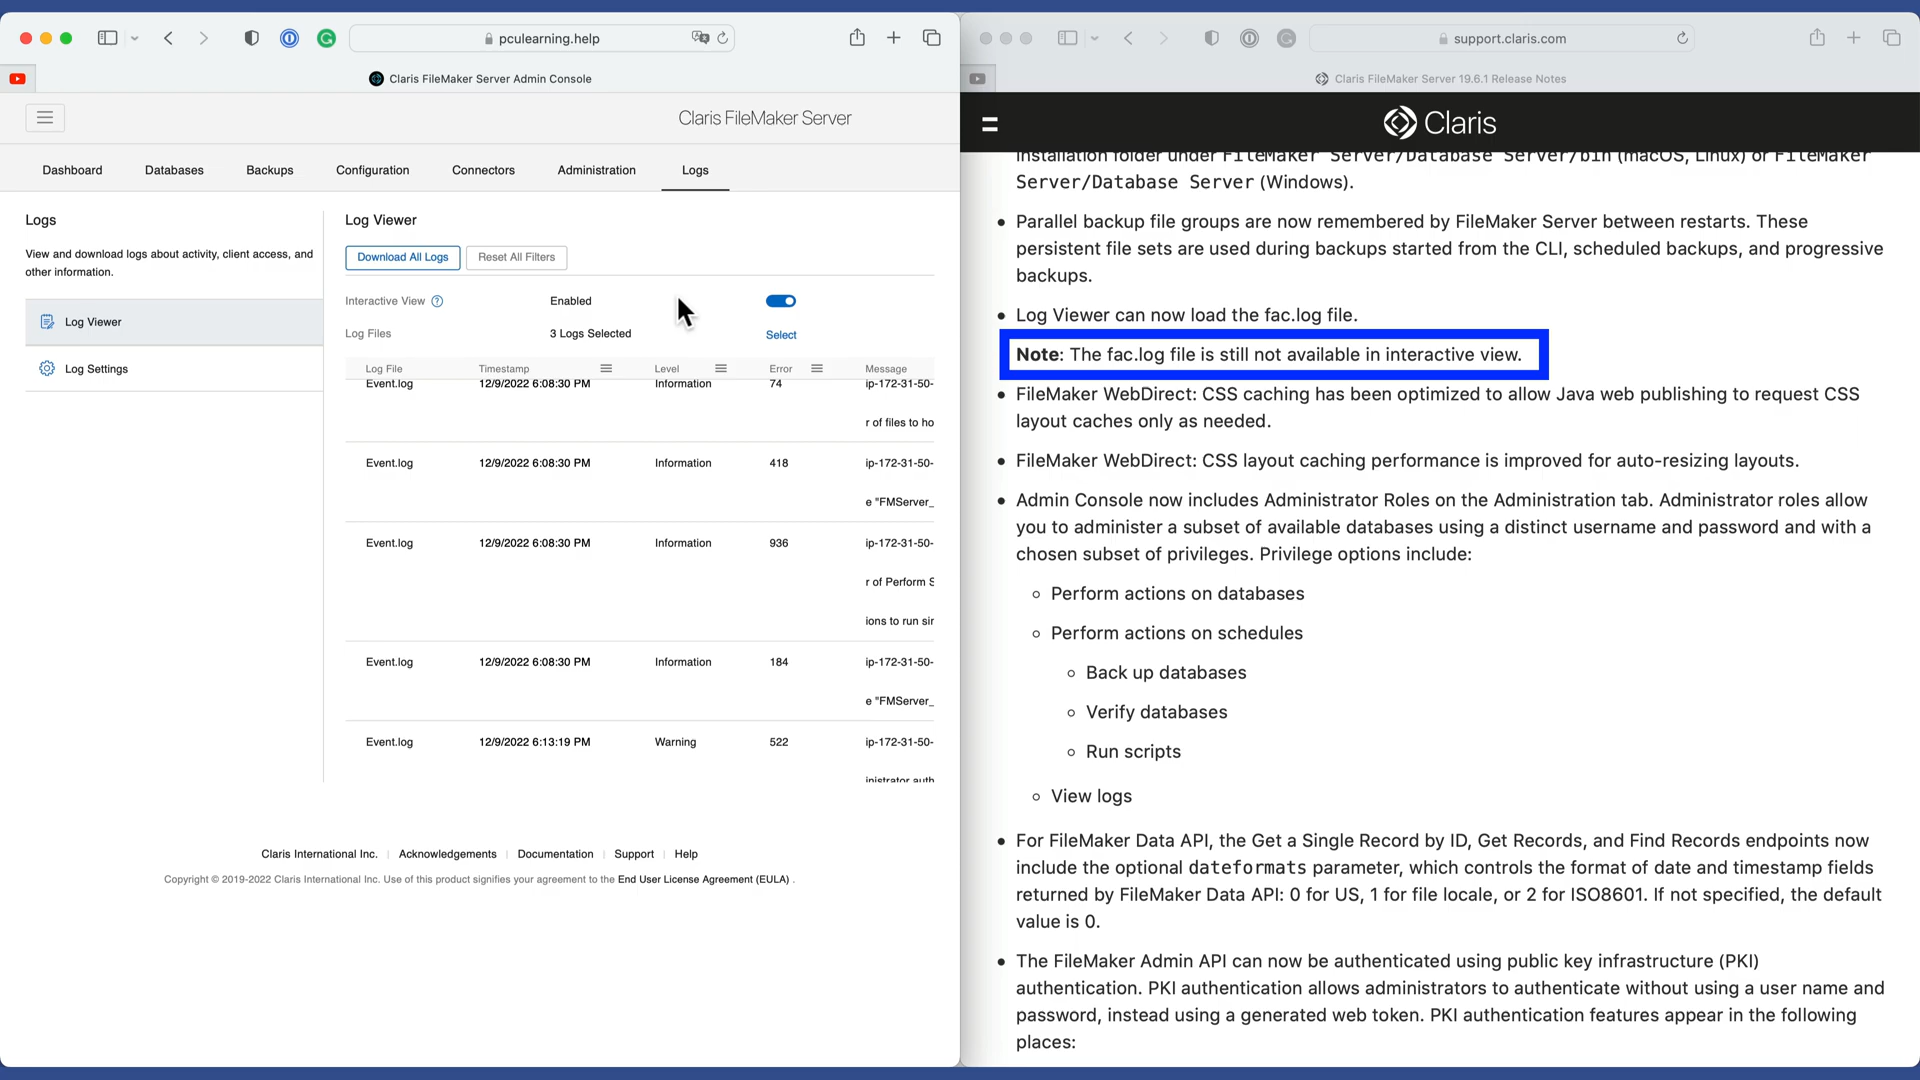 pculearning.help
Claris FileMaker Server Admin Console
Claris FileMaker Server
Dashboard
Databases
Backups
Configuration
Connectors
Administration
Logs
Logs
View and download logs about activity, client access, and
other information.
Log Viewer
Log Settings
Log Viewer
Download All Logs
Reset All Filters
Interactive View ?
Enabled
Log Files
3 Logs Selected
Select
Log File Timestamp Level Error Message
Event.log 12/9/2022 6:08:30 PM Information 74 ip-172-31-50-
r of files to ho
Event.log 12/9/2022 6:08:30 PM Information 418 ip-172-31-50-
e "FMServer_
Event.log 12/9/2022 6:08:30 PM Information 936 ip-172-31-50-
r of Perform S
ions to run sir
Event.log 12/9/2022 6:08:30 PM Information 184 ip-172-31-50-
e "FMServer_
Event.log 12/9/2022 6:13:19 PM Warning 522 ip-172-31-50-
inistrator auth
Claris International Inc. | Acknowledgements | Documentation | Support | Help
Copyright © 2019-2022 Claris International Inc. Use of this product signifies your agreement to the End User License Agreement (EULA) .
support.claris.com
Claris FileMaker Server 19.6.1 Release Notes
Claris
installation folder under FileMaker Server/Database Server/bin (macOS, Linux) or FileMaker
Server/Database Server (Windows).
• Parallel backup file groups are now remembered by FileMaker Server between restarts. These
persistent file sets are used during backups started from the CLI, scheduled backups, and progressive
backups.
• Log Viewer can now load the fac.log file.
Note: The fac.log file is still not available in interactive view.
• FileMaker WebDirect: CSS caching has been optimized to allow Java web publishing to request CSS
layout caches only as needed.
• FileMaker WebDirect: CSS layout caching performance is improved for auto-resizing layouts.
• Admin Console now includes Administrator Roles on the Administration tab. Administrator roles allow
you to administer a subset of available databases using a distinct username and password and with a
chosen subset of privileges. Privilege options include:
Perform actions on databases
Perform actions on schedules
Back up databases
Verify databases
Run scripts
View logs
• For FileMaker Data API, the Get a Single Record by ID, Get Records, and Find Records endpoints now
include the optional dateformats parameter, which controls the format of date and timestamp fields
returned by FileMaker Data API: 0 for US, 1 for file locale, or 2 for ISO8601. If not specified, the default
value is 0.
• The FileMaker Admin API can now be authenticated using public key infrastructure (PKI)
authentication. PKI authentication allows administrators to authenticate without using a user name and
password, instead using a generated web token. PKI authentication features appear in the following
places: